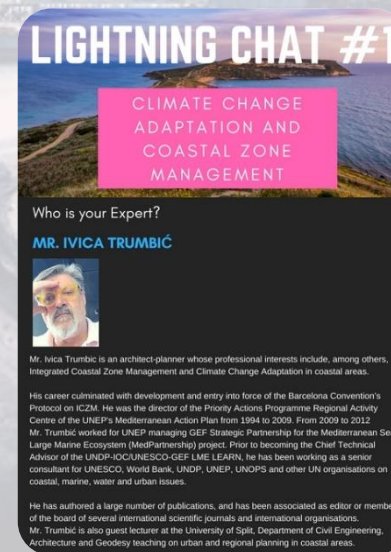 LIGHTNING CHAT #1
CLIMATE CHANGE
ADAPTATION AND
COASTAL ZONE
MANAGEMENT
Who is your Expert?
MR. IVICA TRUMBIĆ
Mr. Ivica Trumbic is an architect-planner whose professional interests include, among others,
Integrated Coastal Zone Management and Climate Change Adaptation in coastal areas.
His career culminated with development and entry into force of the Barcelona Convention's
Protocol on ICZM. He was the director of the Priority Actions Programme Regional Activity
Centre of the UNEP's Mediterranean Action Plan from 1994 to 2009. From 2009 to 2012
Mr. Trumbić worked for UNEP managing GEF Strategic Partnership for the Mediterranean Se
Large Marine Ecosystem (MedPartnership) project. Prior to becoming the Chief Technical
Advisor of the UNDP-IOC/UNESCO-GEF LME LEARN, he has been working as a senior
consultant for UNESCO, World Bank, UNDP, UNEP, UNOPS and other UN organisations on
coastal, marine, water and urban issues.
He has authored a large number of publications, and has been associated as editor or membe
of the board of several international scientific journals and international organisations.
Mr. Trumbić is also guest lecturer at the University of Split, Department of Civil Engineering,
Architecture and Geodesy teaching on urban and regional planning in coastal areas.